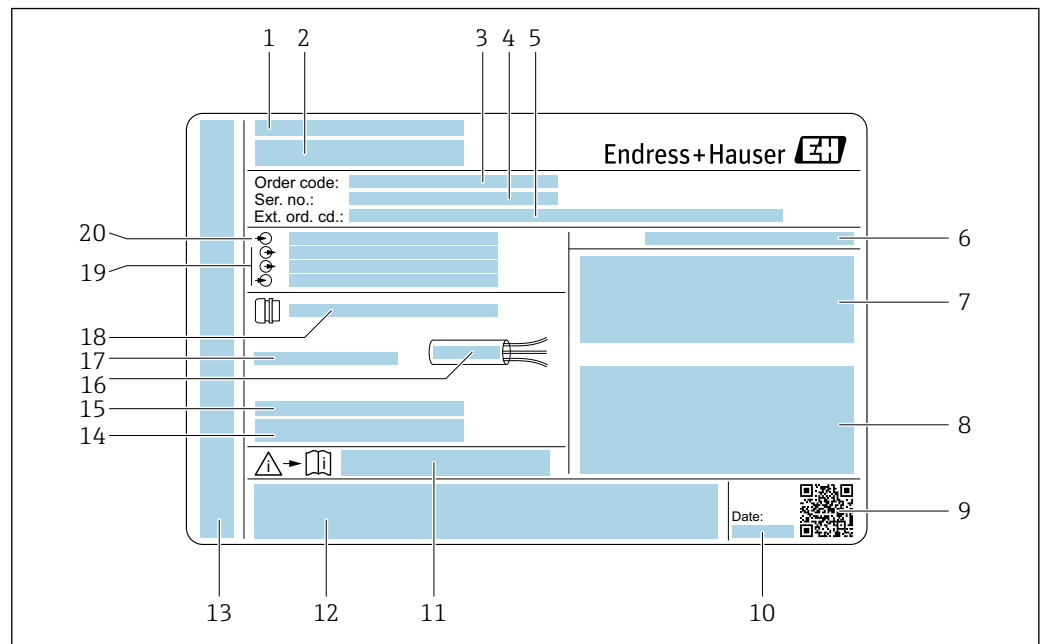 1 2 3 4 5
Endress+Hauser EH
Order code:
Ser. no.:
Ext. ord. cd.:
20
6
19
7
18
17
16
15
8
14
i i
Date:
9
13 12 11 10